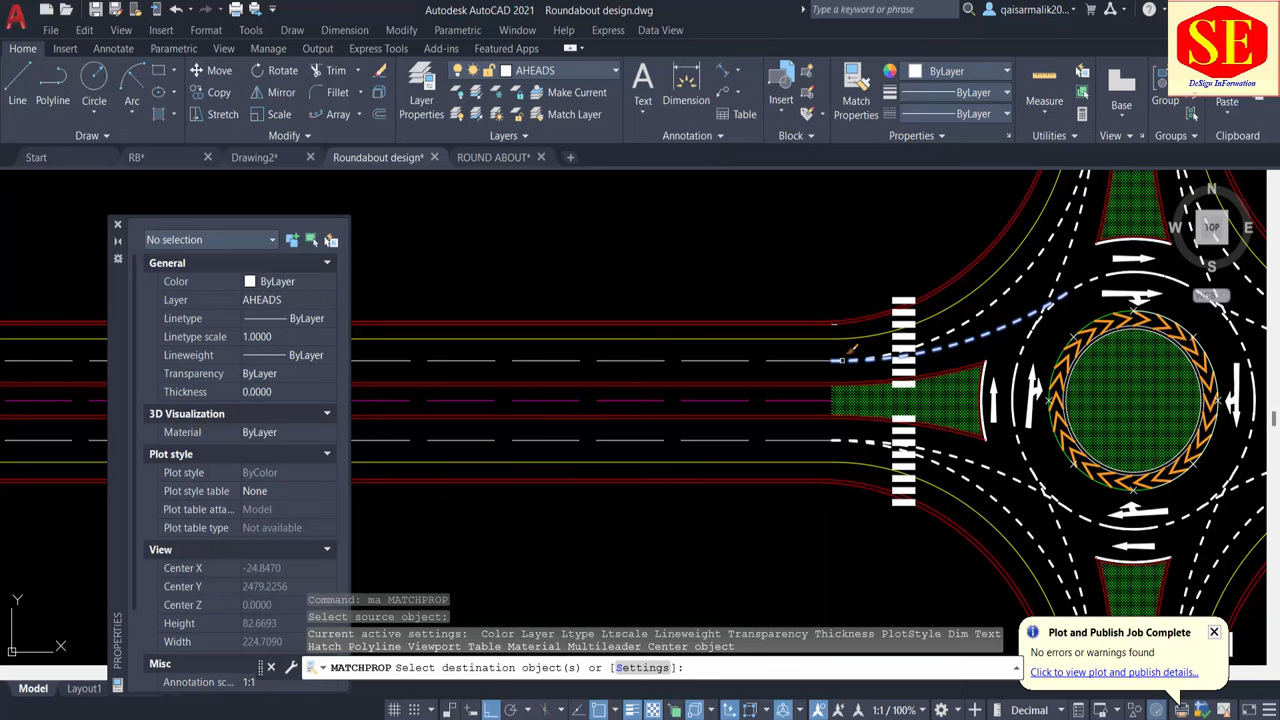 Autodesk AutoCAD 2021 Roundabout design.dwg
Type a keyword or phrase
qaisarmalik20...
SE
DeSign InFormation
File Edit View Insert Format Tools Draw Dimension Modify Parametric Window Help Express Data View
Home Insert Annotate Parametric View Manage Output Express Tools Add-ins Featured Apps
Line Polyline Circle Arc
Move Rotate Trim
Copy Mirror Fillet
Stretch Scale Array
Layer Properties
AHEADS
Make Current
Match Layer
Text Dimension Table
Insert
Match Properties
ByLayer
ByLayer
ByLayer
Measure
Base
Group
Paste
Draw Modify Layers Annotation Block Properties Utilities View Groups Clipboard
Start RB* Drawing2* Roundabout design* ROUND ABOUT*
N
W TOP E
S
No selection
General
Color ByLayer
Layer AHEADS
Linetype ByLayer
Linetype scale 1.0000
Lineweight ByLayer
Transparency ByLayer
Thickness 0.0000
3D Visualization
Material ByLayer
Plot style
Plot style ByColor
Plot style table None
Plot table atta... Model
Plot table type Not available
View
Center X -24.8470
Center Y 2479.2256
Center Z 0.0000
Height 82.6693
Width 224.7090
Misc
Annotation sc... 1:1
PROPERTIES
Y
X
Command: ma MATCHPROP
Select source object:
Current active settings: Color Layer Ltype Ltscale Lineweight Transparency Thickness PlotStyle Dim Text
Hatch Polyline Viewport Table Material Multileader Center object
MATCHPROP Select destination object(s) or [Settings]:
Plot and Publish Job Complete
No errors or warnings found
Click to view plot and publish details...
Model Layout1
1:1 / 100% Decimal